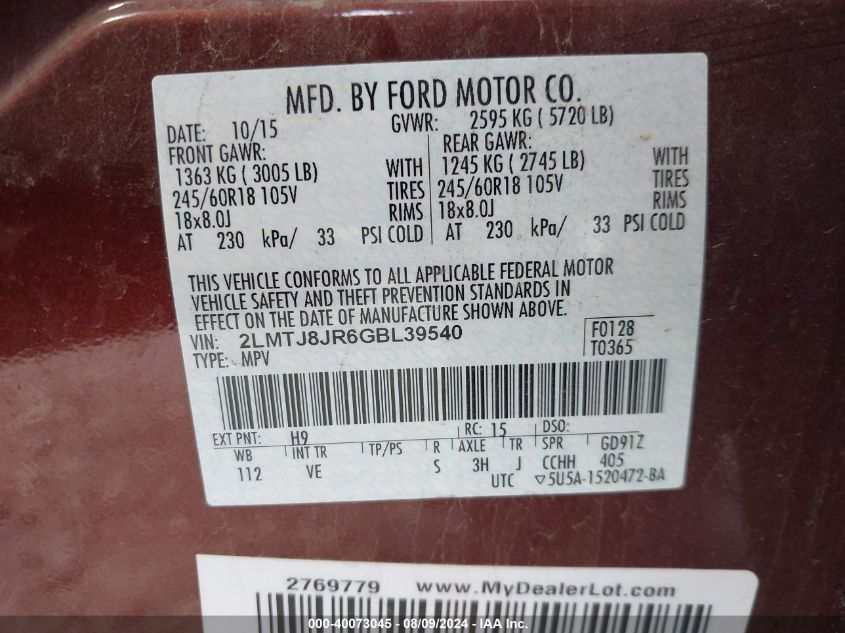 MFD. BY FORD MOTOR CO.
DATE: 10/15 GVWR: 2595 KG ( 5720 LB)
FRONT GAWR: REAR GAWR:
1363 KG ( 3005 LB) WITH 1245 KG ( 2745 LB) WITH
245/60R18 105V TIRES 245/60R18 105V TIRES
18x8.0J RIMS 18x8.0J RIMS
AT 230 kPa/ 33 PSI COLD AT 230 kPa/ 33 PSI COLD
THIS VEHICLE CONFORMS TO ALL APPLICABLE FEDERAL MOTOR
VEHICLE SAFETY AND THEFT PREVENTION STANDARDS IN
EFFECT ON THE DATE OF MANUFACTURE SHOWN ABOVE.
VIN: 2LMTJ8JR6GBL39540 F0128
TYPE: MPV T0365
EXT PNT: H9 RC: 15 DSO:
WB INT TR TP/PS R AXLE TR SPR GD91Z
112 VE S 3H J CCHH 405
UTC ▽5U5A-1520472-BA
2769779 www.MyDealerLot.com
000-40073045 - 08/09/2024 - IAA Inc.